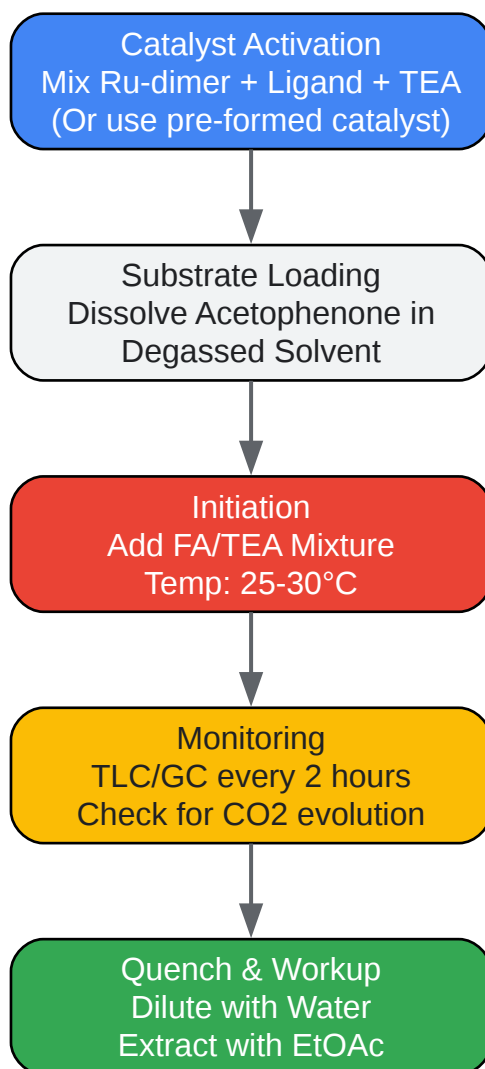 Catalyst Activation
Mix Ru-dimer + Ligand + TEA
(Or use pre-formed catalyst)
Substrate Loading
Dissolve Acetophenone in
Degassed Solvent
Initiation
Add FA/TEA Mixture
Temp: 25-30°C
Monitoring
TLC/GC every 2 hours
Check for CO2 evolution
Quench & Workup
Dilute with Water
Extract with EtOAc